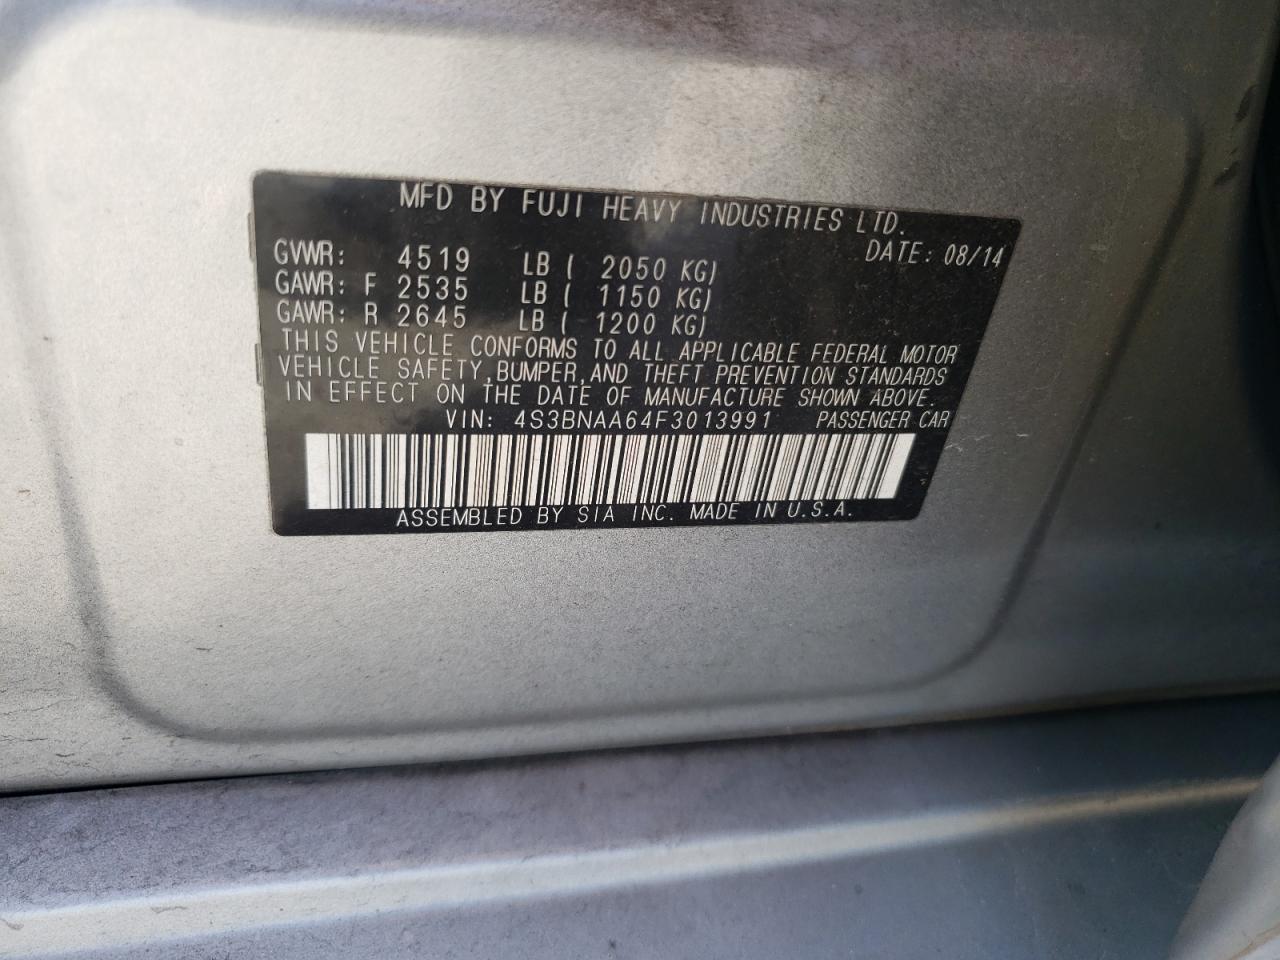 MFD BY FUJI HEAVY INDUSTRIES LTD.
DATE: 08/14
GVWR: 4519 LB ( 2050 KG)
GAWR: F 2535 LB ( 1150 KG)
GAWR: R 2645 LB ( 1200 KG)
THIS VEHICLE CONFORMS TO ALL APPLICABLE FEDERAL MOTOR
VEHICLE SAFETY, BUMPER, AND THEFT PREVENTION STANDARDS
IN EFFECT ON THE DATE OF MANUFACTURE SHOWN ABOVE.
VIN: 4S3BNAA64F3013991 PASSENGER CAR
ASSEMBLED BY SIA INC. MADE IN U.S.A.